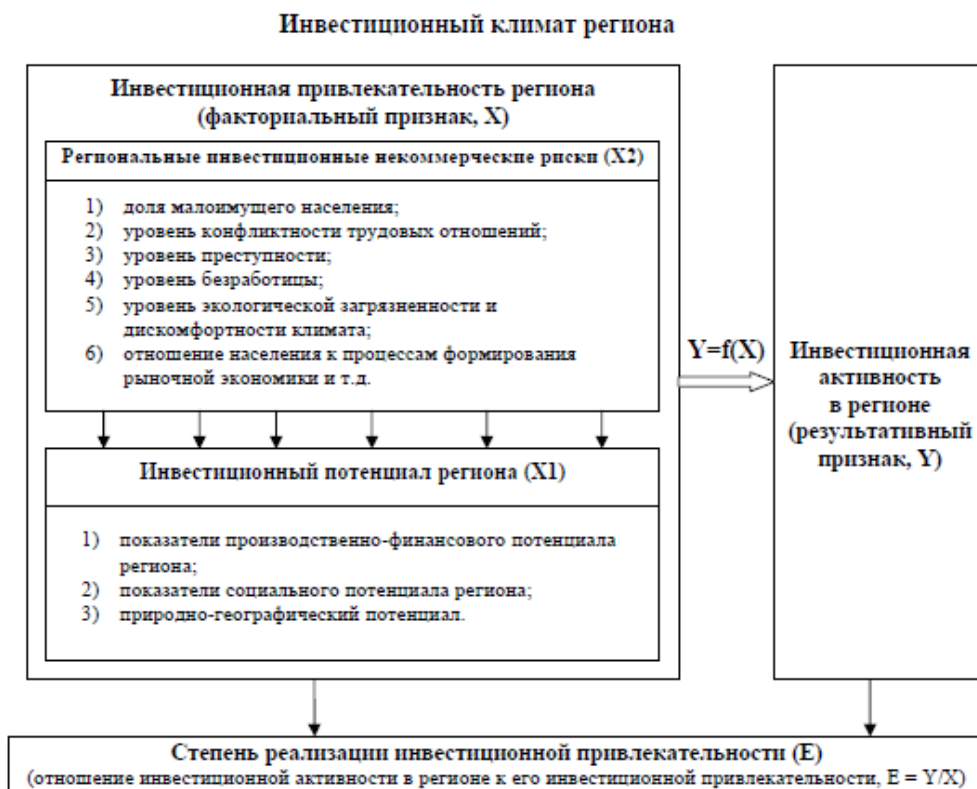 Инвестиционный климат региона
Инвестиционная привлекательность региона
(факториальный признак, X)
Региональные инвестиционные некоммерческие риски (X2)
1) доля малоимущего населения;
2) уровень конфликтности трудовых отношений;
3) уровень преступности;
4) уровень безработицы;
5) уровень экологической загрязненности и
дискомфортности климата;
6) отношение населения к процессам формирования
рыночной экономики и т.д.
Инвестиционный потенциал региона (X1)
1) показатели производственно-финансового потенциала
региона;
2) показатели социального потенциала региона;
3) природно-географический потенциал.
Y=f(X)
Инвестиционная
активность
в регионе
(результативный
признак, Y)
Степень реализации инвестиционной привлекательности (E)
(отношение инвестиционной активности в регионе к его инвестиционной привлекательности, E = Y/X)